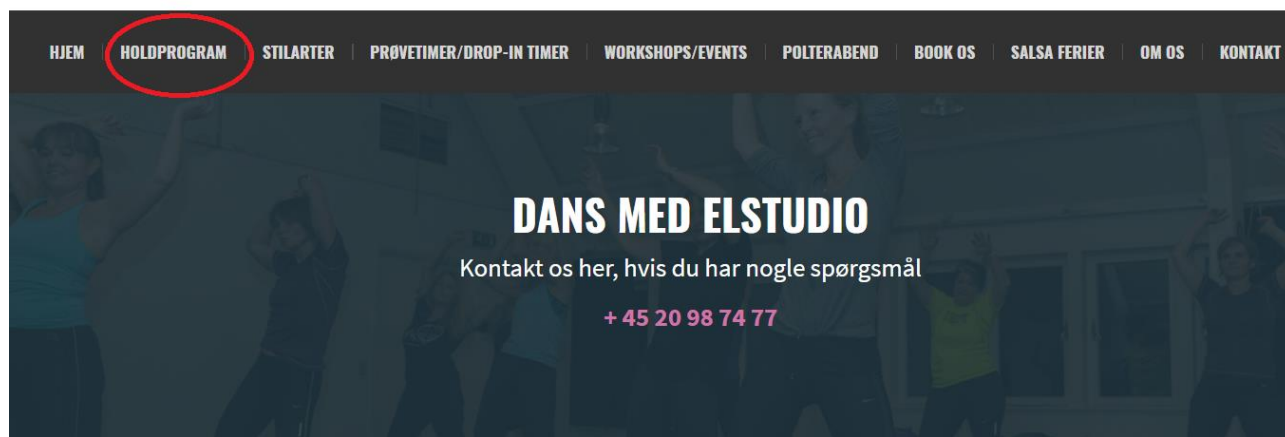 HJEM HOLDPROGRAM STILARTER PRØVETIMER/DROP-IN TIMER WORKSHOPS/EVENTS POLTERABEND BOOK OS SALSA FERIER OM OS KONTAKT
DANS MED ELSTUDIO
Kontakt os her, hvis du har nogle spørgsmål
+ 45 20 98 74 77